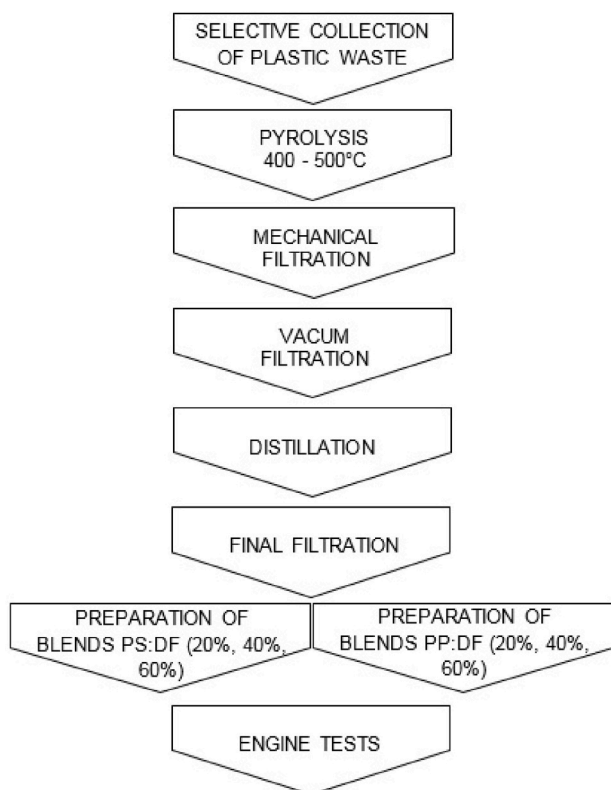 SELECTIVE COLLECTION
OF PLASTIC WASTE
PYROLYSIS
400 - 500°C
MECHANICAL
FILTRATION
VACUM
FILTRATION
DISTILLATION
FINAL FILTRATION
PREPARATION OF
BLENDS PS:DF (20%, 40%,
60%)
PREPARATION OF
BLENDS PP:DF (20%, 40%,
60%)
ENGINE TESTS